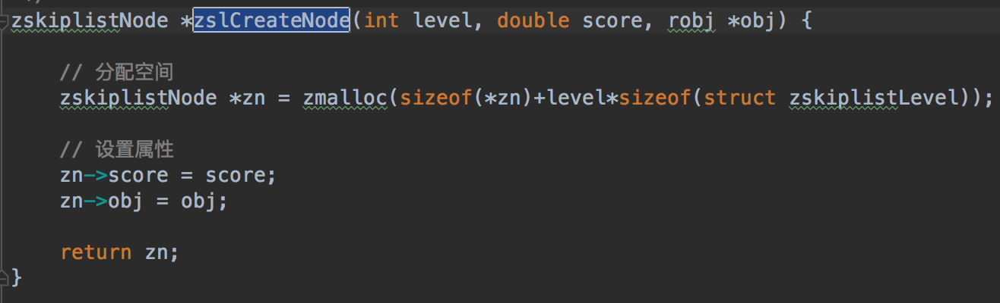 zskiplistNode *zslCreateNode(int level, double score, robj *obj) {
// 分配空间
zskiplistNode *zn = zmalloc(sizeof(*zn)+level*sizeof(struct zskiplistLevel));
// 设置属性
zn->score = score;
zn->obj = obj;
return zn;
}